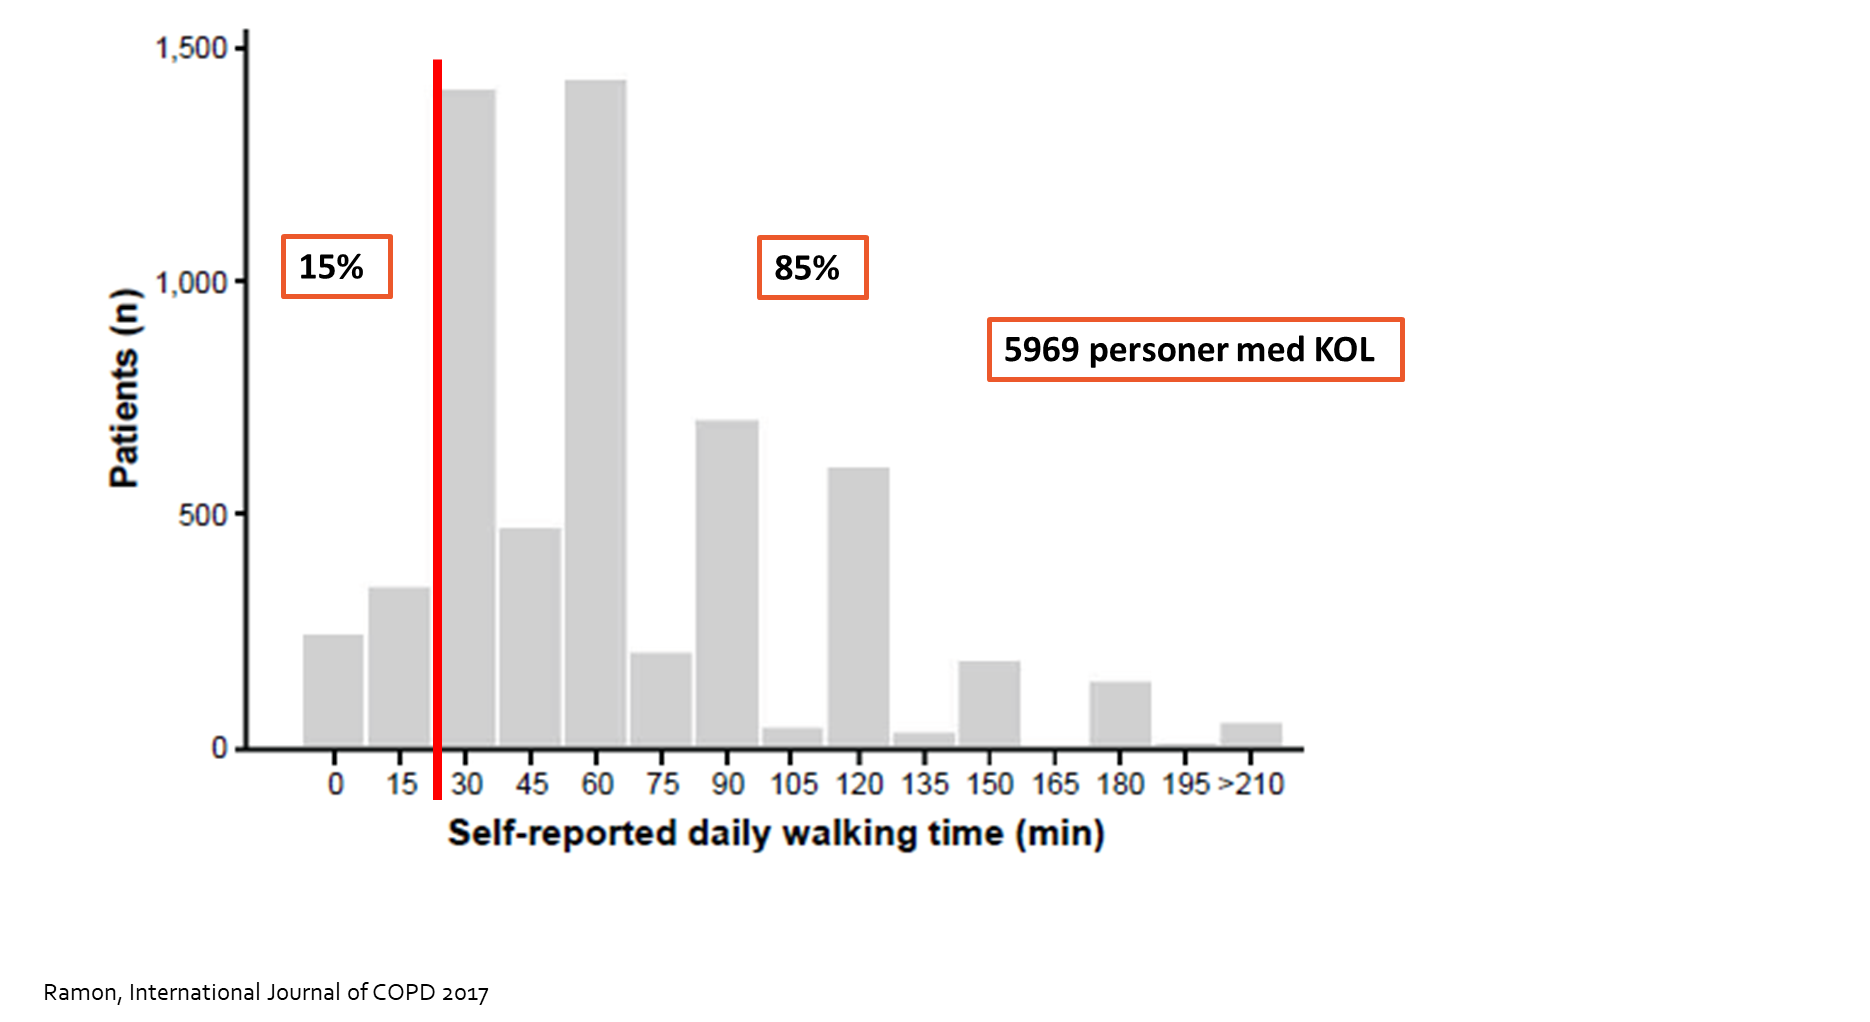 1,500
15%
85%
1,000
5969 personer med KOL
Patients (n)
500
0
0 15 30 45 60 75 90 105 120 135 150 165 180 195 >210
Self-reported daily walking time (min)
Ramon, International Journal of COPD 2017